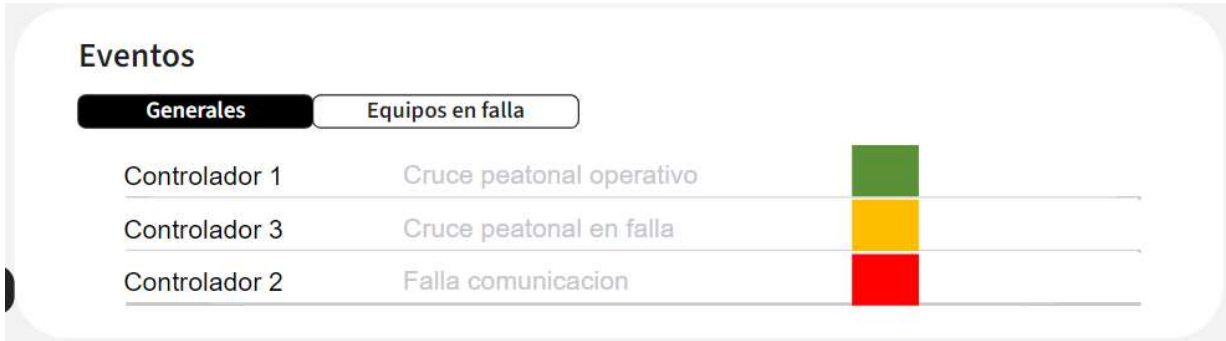 Eventos
Generales Equipos en falla
Controlador 1 Cruce peatonal operativo
Controlador 3 Cruce peatonal en falla
Controlador 2 Falla comunicacion